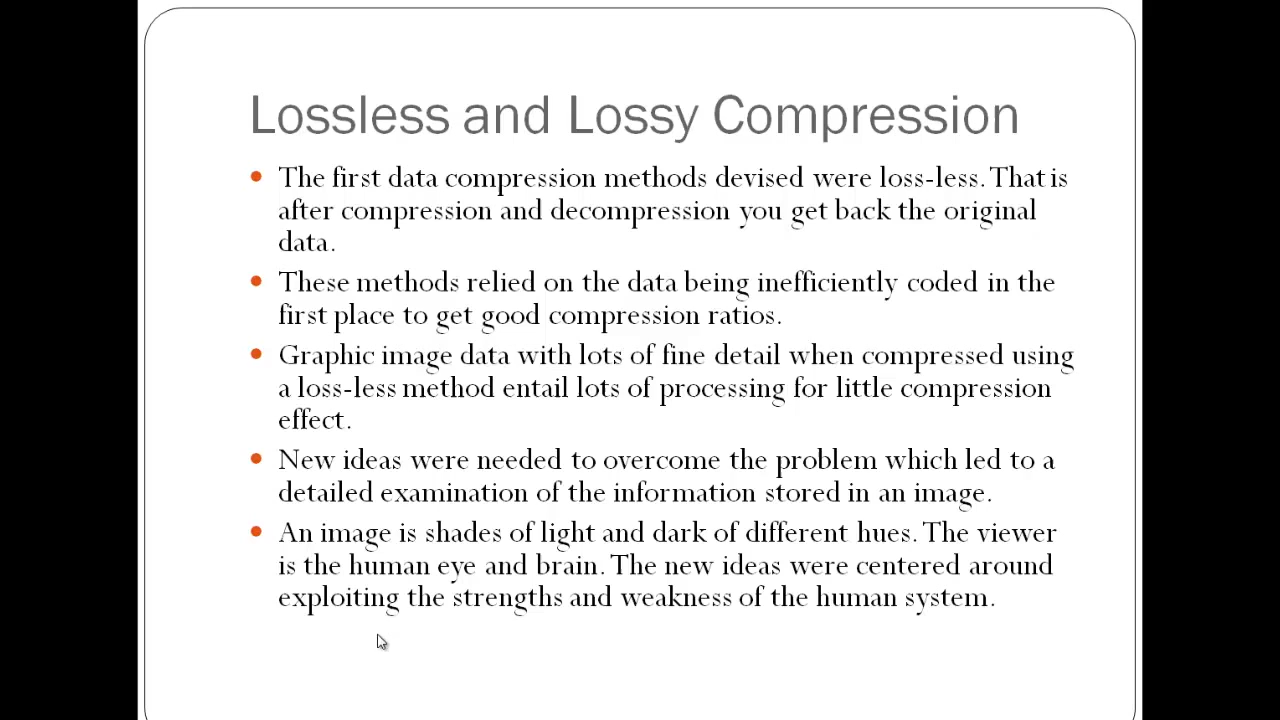 Lossless and Lossy Compression
The first data compression methods devised were loss-less. That is
after compression and decompression you get back the original
data.
These methods relied on the data being inefficiently coded in the
first place to get good compression ratios.
Graphic image data with lots of fine detail when compressed using
a loss-less method entail lots of processing for little compression
effect.
New ideas were needed to overcome the problem which led to a
detailed examination of the information stored in an image.
An image is shades of light and dark of different hues. The viewer
is the human eye and brain. The new ideas were centered around
exploiting the strengths and weakness of the human system.